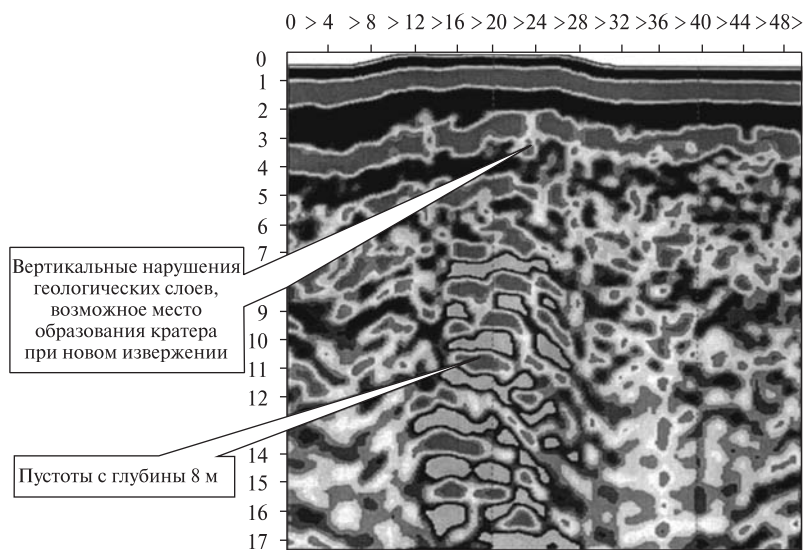 0 >4 >8 >12 >16 >20 >24 >28 >32 >36 >40 >44 >48>
0
1
2
3
4
5
6
7
Вертикальные нарушения
геологических слоев,
возможное место
образования кратера
при новом извержении
9
10
11
12
Пустоты с глубины 8 м
14
15
16
17